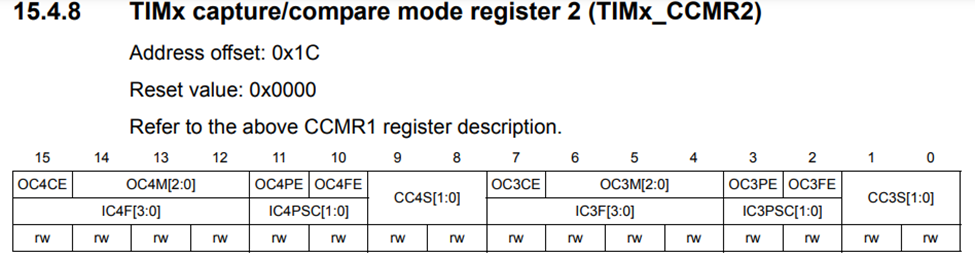 15.4.8 TIMx capture/compare mode register 2 (TIMx_CCMR2)
Address offset: 0x1C
Reset value: 0x0000
Refer to the above CCMR1 register description.
15 14 13 12 11 10 9 8 7 6 5 4 3 2 1 0
OC4CE OC4M[2:0] OC4PE OC4FE CC4S[1:0] OC3CE OC3M[2:0] OC3PE OC3FE CC3S[1:0]
IC4F[3:0] IC4PSC[1:0] IC3F[3:0] IC3PSC[1:0]
rw rw rw rw rw rw rw rw rw rw rw rw rw rw rw rw